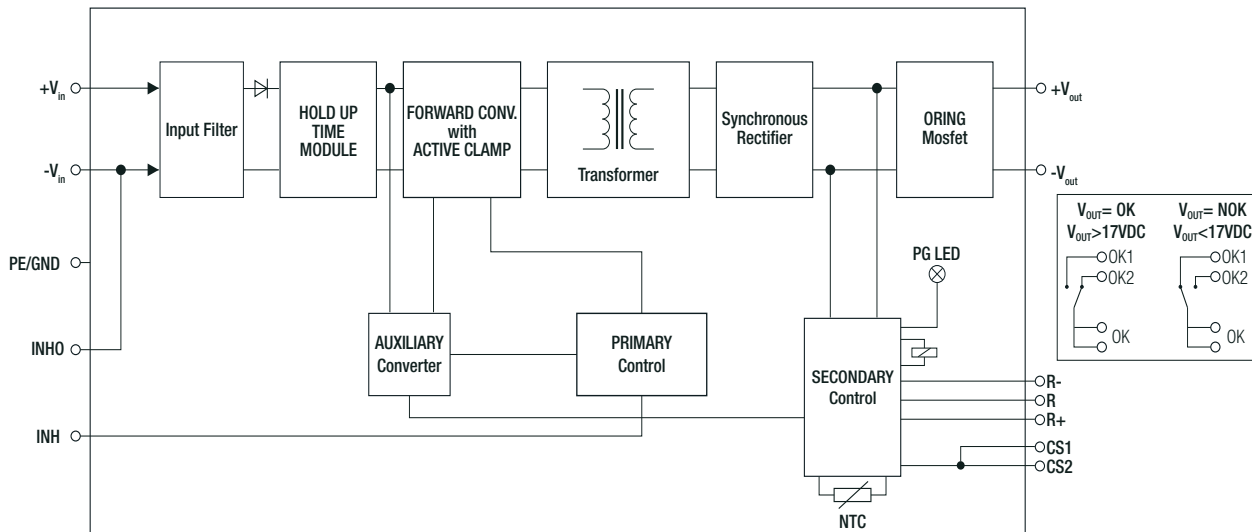 +Vin
-Vin
PE/GND
INHO
INH
Input Filter
HOLD UP
TIME
MODULE
FORWARD CONV.
with
ACTIVE CLAMP
Transformer
Synchronous
Rectifier
ORING
Mosfet
+Vout
-Vout
VOUT= OK
VOUT>17VDC
OK1
OK2
OK
VOUT= NOK
VOUT<17VDC
OK1
OK2
OK
PG LED
AUXILIARY
Converter
PRIMARY
Control
SECONDARY
Control
R-
R
R+
CS1
CS2
NTC